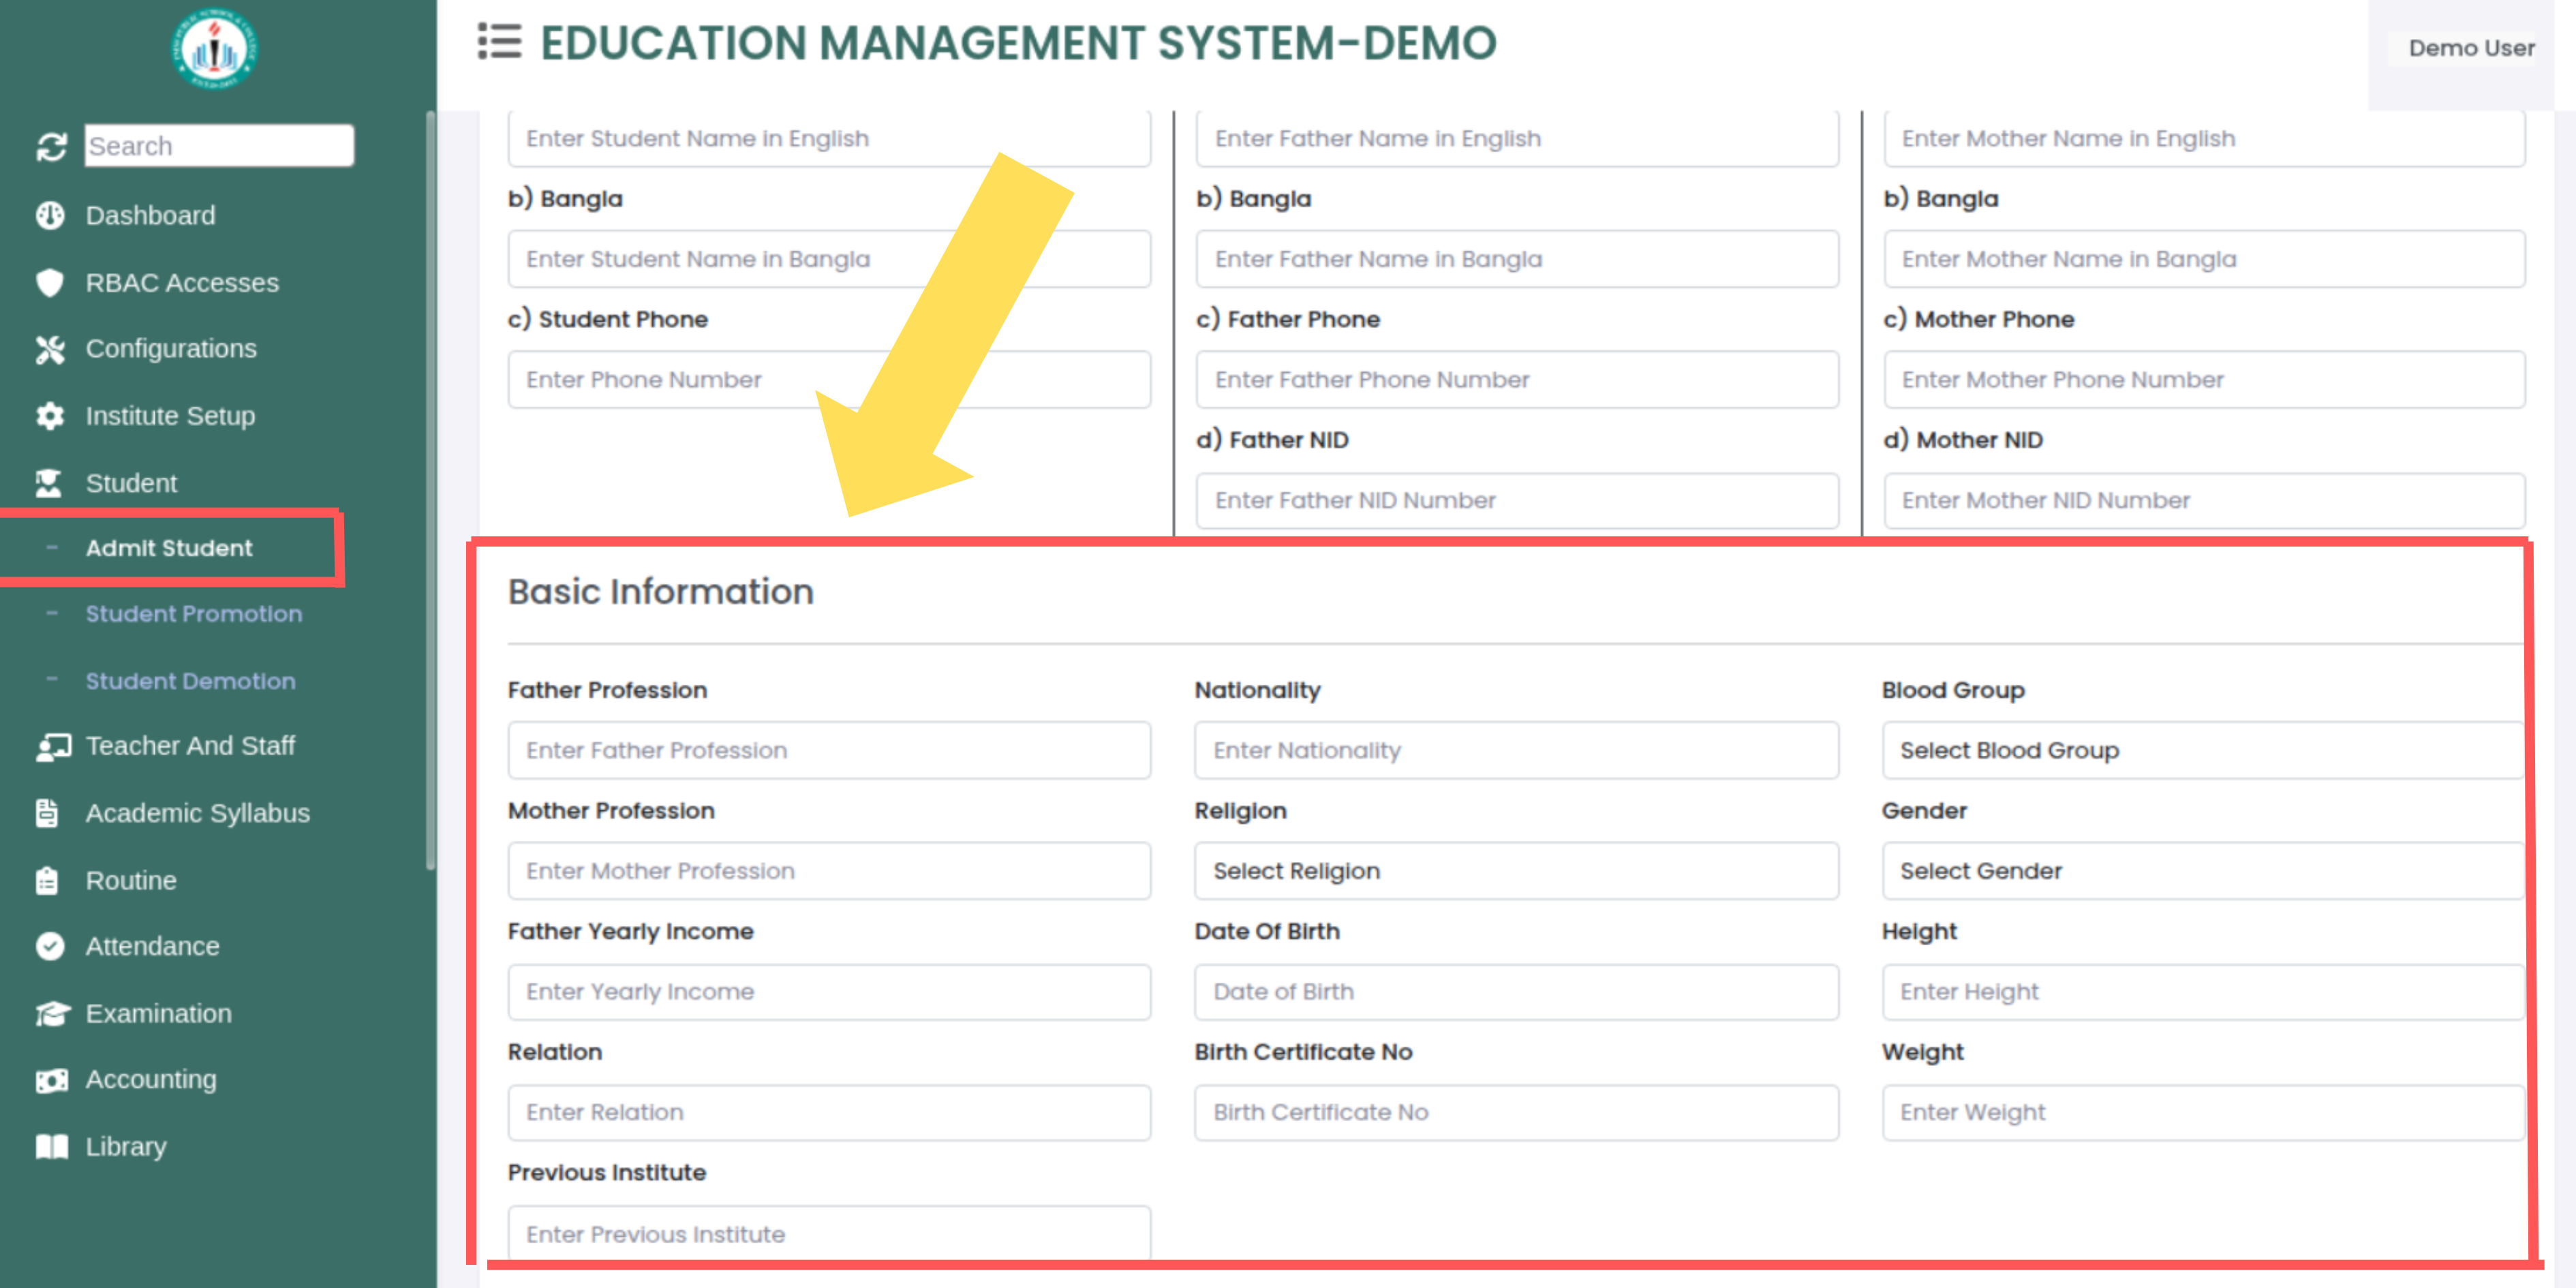 EDUCATION MANAGEMENT SYSTEM-DEMO
Demo User
Search
Dashboard
RBAC Accesses
Configurations
Institute Setup
Student
- Admit Student
- Student Promotion
- Student Demotion
Teacher And Staff
Academic Syllabus
Routine
Attendance
Examination
Accounting
Library
Enter Student Name in English
b) Bangla
Enter Student Name in Bangla
c) Student Phone
Enter Phone Number
Enter Father Name in English
b) Bangla
Enter Father Name in Bangla
c) Father Phone
Enter Father Phone Number
d) Father NID
Enter Father NID Number
Enter Mother Name in English
b) Bangla
Enter Mother Name in Bangla
c) Mother Phone
Enter Mother Phone Number
d) Mother NID
Enter Mother NID Number
Basic Information
Father Profession
Enter Father Profession
Mother Profession
Enter Mother Profession
Father Yearly Income
Enter Yearly Income
Relation
Enter Relation
Previous Institute
Enter Previous Institute
Nationality
Enter Nationality
Religion
Select Religion
Date Of Birth
Date of Birth
Birth Certificate No
Birth Certificate No
Blood Group
Select Blood Group
Gender
Select Gender
Height
Enter Height
Weight
Enter Weight